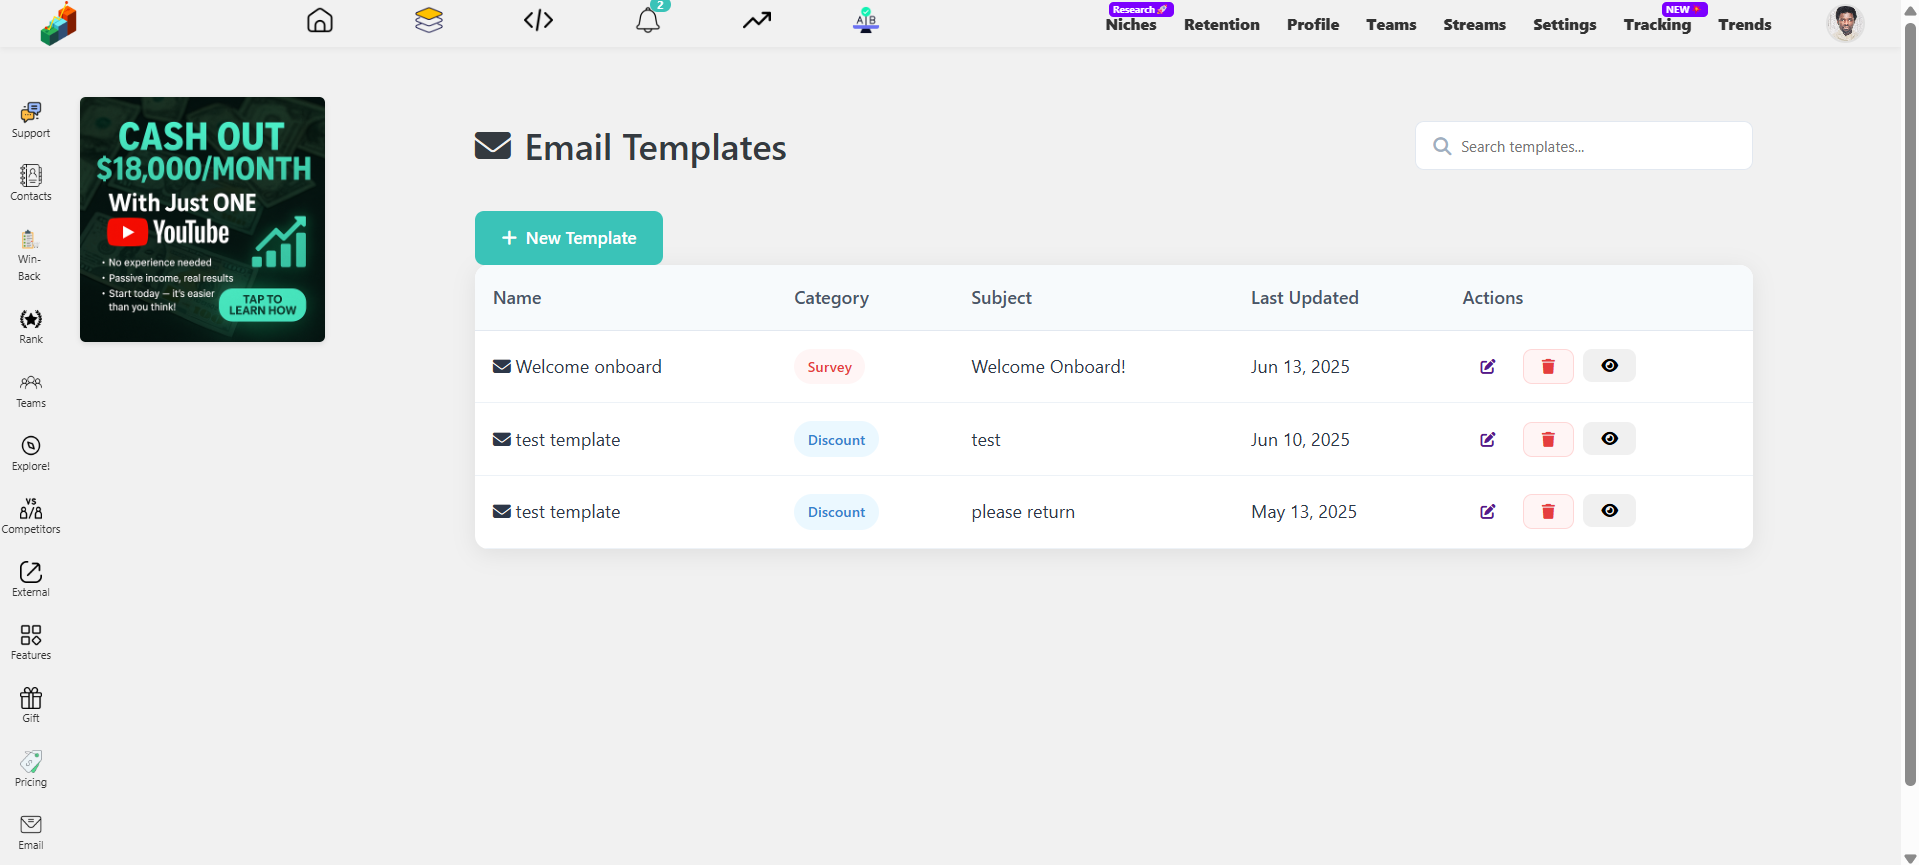 2
Research 🚀
NEW
Niches Retention Profile Teams Streams Settings Tracking Trends
A|B
Support
Contacts
Win-
Back
Rank
Teams
Explore!
VS
Competitors
External
Features
Gift
Pricing
Email
CASH OUT
$18,000/MONTH
With Just ONE
YouTube
• No experience needed
• Passive income, real results
• Start today — it's easier
than you think!
TAP TO
LEARN HOW
Email Templates
Search templates...
+ New Template
Name Category Subject Last Updated Actions
Welcome onboard Survey Welcome Onboard! Jun 13, 2025
test template Discount test Jun 10, 2025
test template Discount please return May 13, 2025